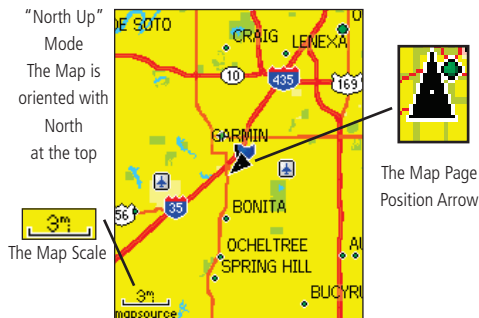 “North Up”
Mode
The Map is
oriented with
North
at the top
3m
The Map Scale
DE SOTO
CRAIG
LENEXA
O
10
435
169
GARMIN
56
35
BONITA
OCHELTREE
SPRING HILL
AU
BUCYRU
3m
mapsource
The Map Page
Position Arrow